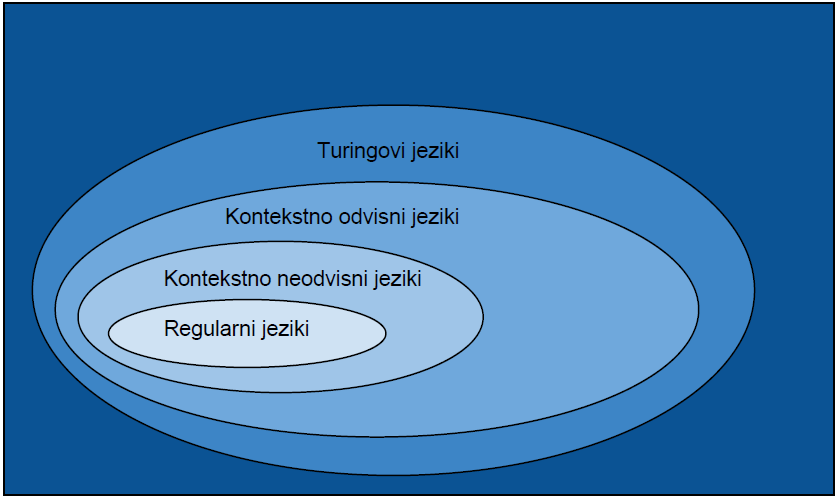 Turingovi jeziki
Kontekstno odvisni jeziki
Kontekstno neodvisni jeziki
Regularni jeziki